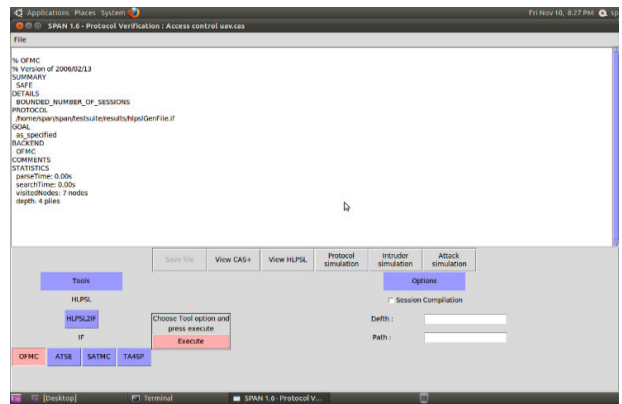 Applications Places System
Fri Nov 10, 8:27 PM sp
SPAN 1.6 - Protocol Verification : Access control uav.cas
File
% OFMC
% Version of 2006/02/13
SUMMARY
SAFE
DETAILS
BOUNDED_NUMBER_OF_SESSIONS
PROTOCOL
/home/span/span/testsuite/results/hlpslGenFile.if
GOAL
as_specified
BACKEND
OFMC
COMMENTS
STATISTICS
parseTime: 0.00s
searchTime: 0.00s
visitedNodes: 7 nodes
depth: 4 plies
Save file
View CAS+
View HLPSL
Protocol
simulation
Intruder
simulation
Attack
simulation
Tools
Options
HLPSL
Session Compilation
HLPSL2IF
Choose Tool option and
press execute
Execute
Defth :
IF
Path :
OFMC
ATSE
SATMC
TA4SP
[Desktop]
Terminal
SPAN 1.6 - Protocol V...